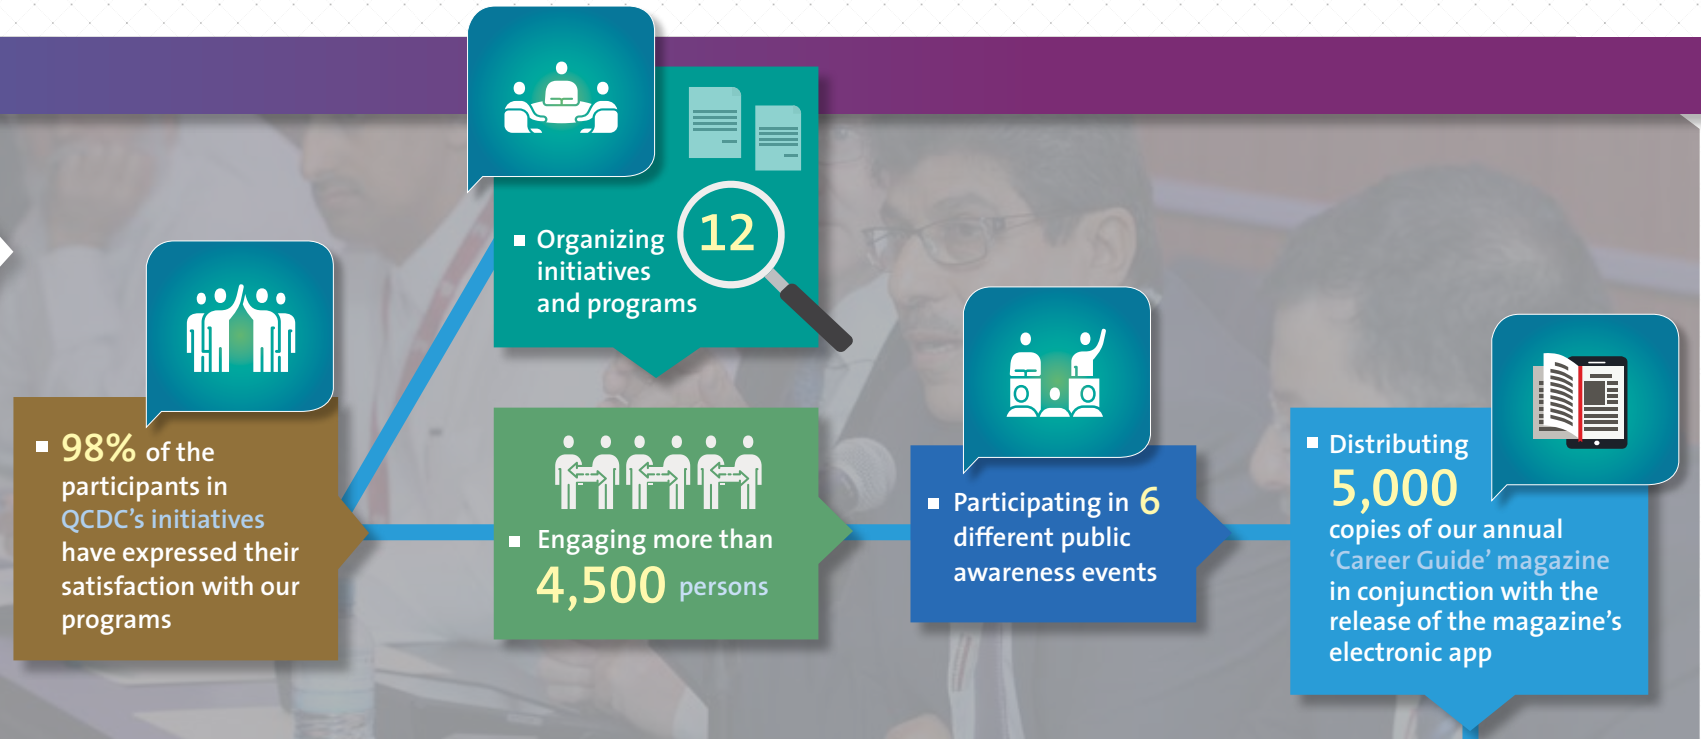 98% of the
participants in
QCDC's initiatives
have expressed their
satisfaction with our
programs
Organizing 12
initiatives
and programs
Engaging more than
4,500 persons
Participating in 6
different public
awareness events
Distributing
5,000
copies of our annual
‘Career Guide’ magazine
in conjunction with the
release of the magazine’s
electronic app